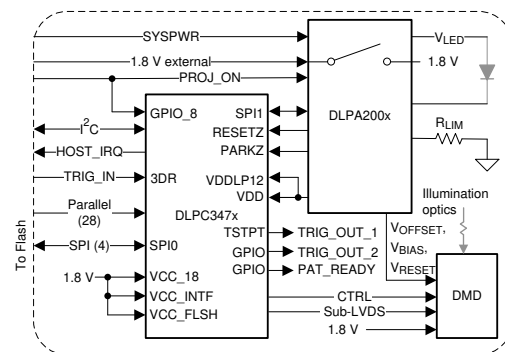 SYSPWR
1.8 V external
PROJ_ON
VLED
1.8 V
DLPA200x
RLIM
GPIO_8
I2C
HOST_IRQ
TRIG_IN
3DR
Parallel
(28)
DLPC347x
SPI (4)
SPI0
To Flash
SPI1
RESETZ
PARKZ
VDDLP12
VDD
TSTPT
TRIG_OUT_1
GPIO
TRIG_OUT_2
GPIO
PAT_READY
1.8 V
VCC_18
VCC_INTF
VCC_FLSH
Illumination
optics
VOFFSET,
VBIAS,
VRESET
CTRL
Sub-LVDS
1.8 V
DMD